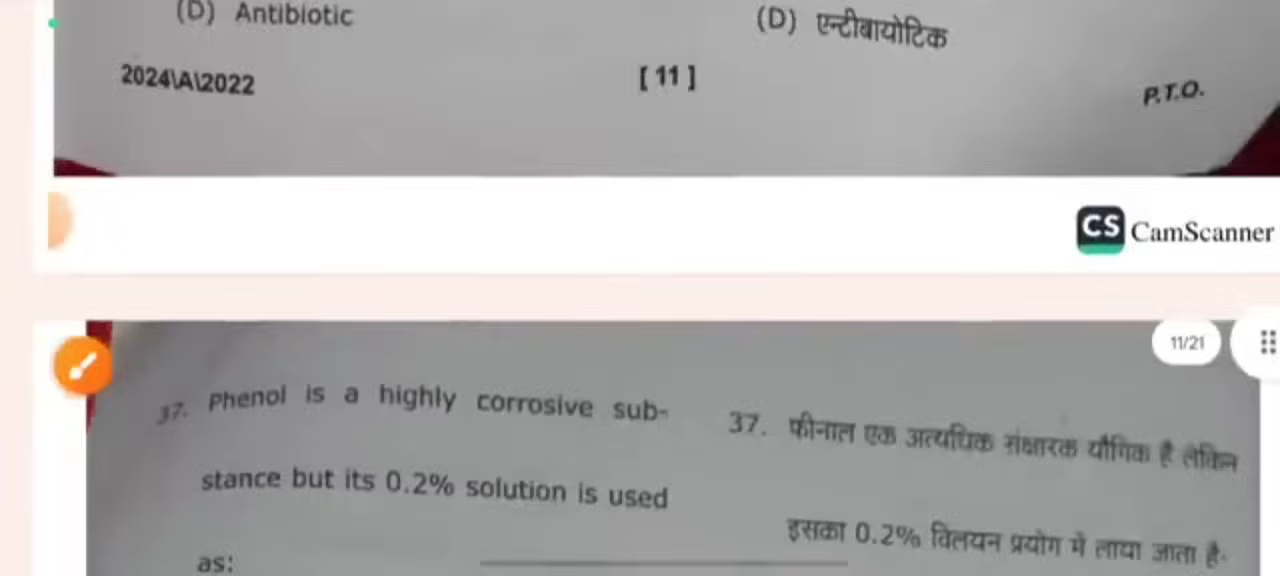 (D) Antibiotic
(D) एन्टीबायोटिक
2024\A\2022
[ 11 ]
P.T.O.
CS CamScanner
11/21
37. Phenol is a highly corrosive sub-
stance but its 0.2% solution is used
as:
37. फीनाल एक अत्यधिक संक्षारक यौगिक है लेकिन
इसका 0.2% विलयन प्रयोग में लाया जाता है-